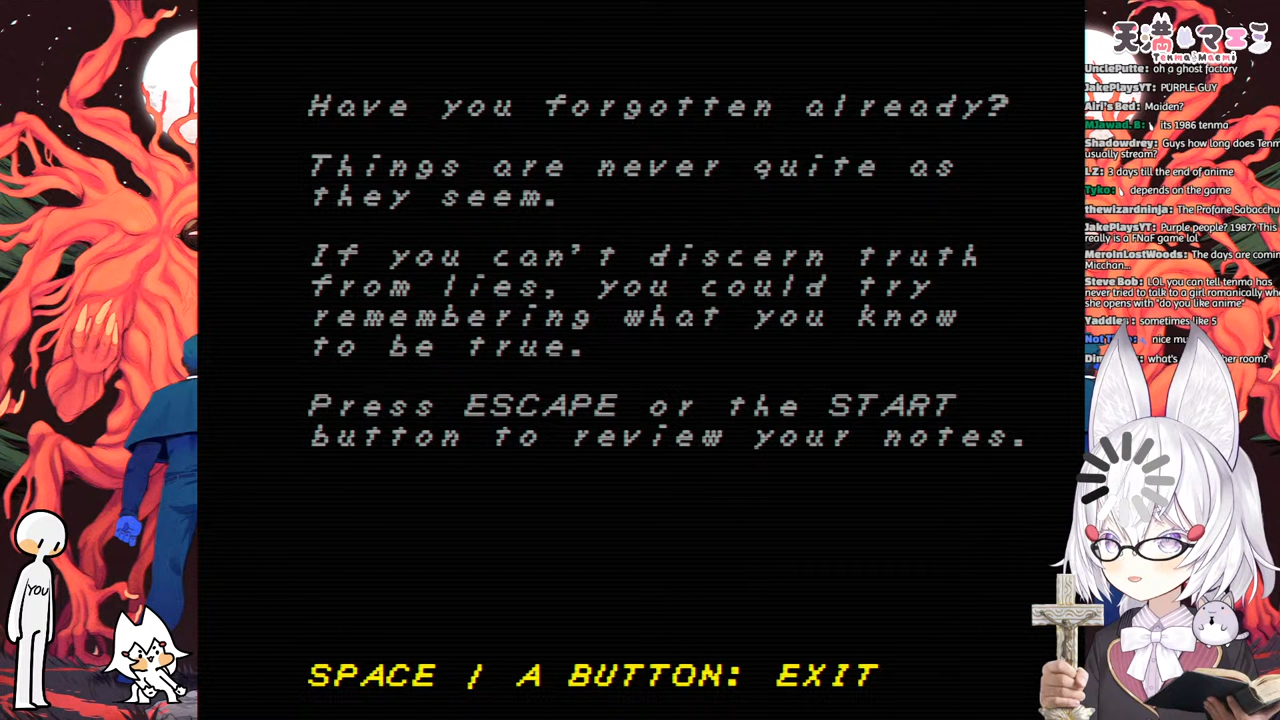 Have you forgotten already?
Things are never quite as
they seem.
If you can't discern truth
from lies, you could try
remembering what you know
to be true.
Press ESCAPE or the START
button to review your notes.
SPACE / A BUTTON: EXIT
天満マエミ
Tenma Maemi
UnclePutte: oh a ghost factory
JakePlaysYT: PURPLE GUY
Airi's Bed: Maiden?
MJawad. B: its 1986 tenma
Shadowdrey: Guys how long does Tenm
usually stream?
LZ: 3 days till the end of anime
Tyko: depends on the game
thewizardninja: The Profane Sabacchu
JakePlaysYT: Purple people? 1987? This
really is a FNaF game lol
MeroInLostWoods: The days are comin
Micchan...
Steve Bob: LOL you can tell tenma has
never tried to talk to a girl romanically whe
she opens with "do you like anime"
Yaddles: sometimes like 5
nice mu
what's
her room?
YOU